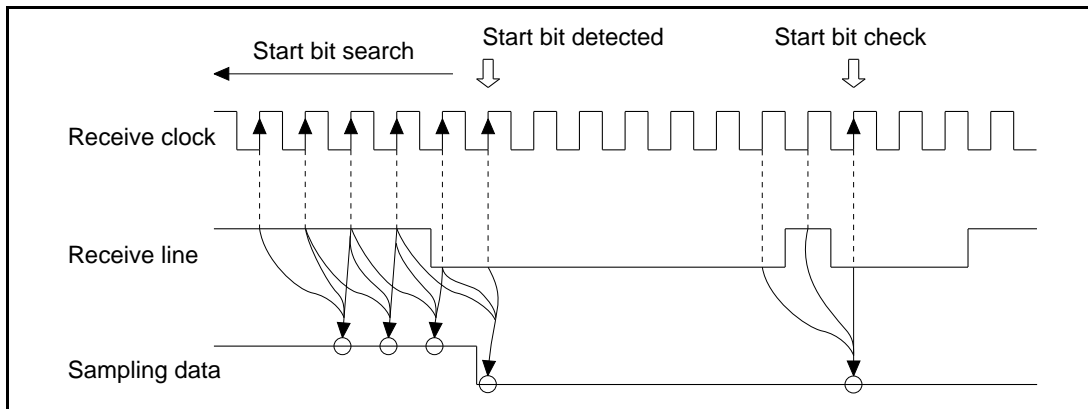 Start bit search
Start bit detected
Start bit check
Receive clock
Receive line
Sampling data